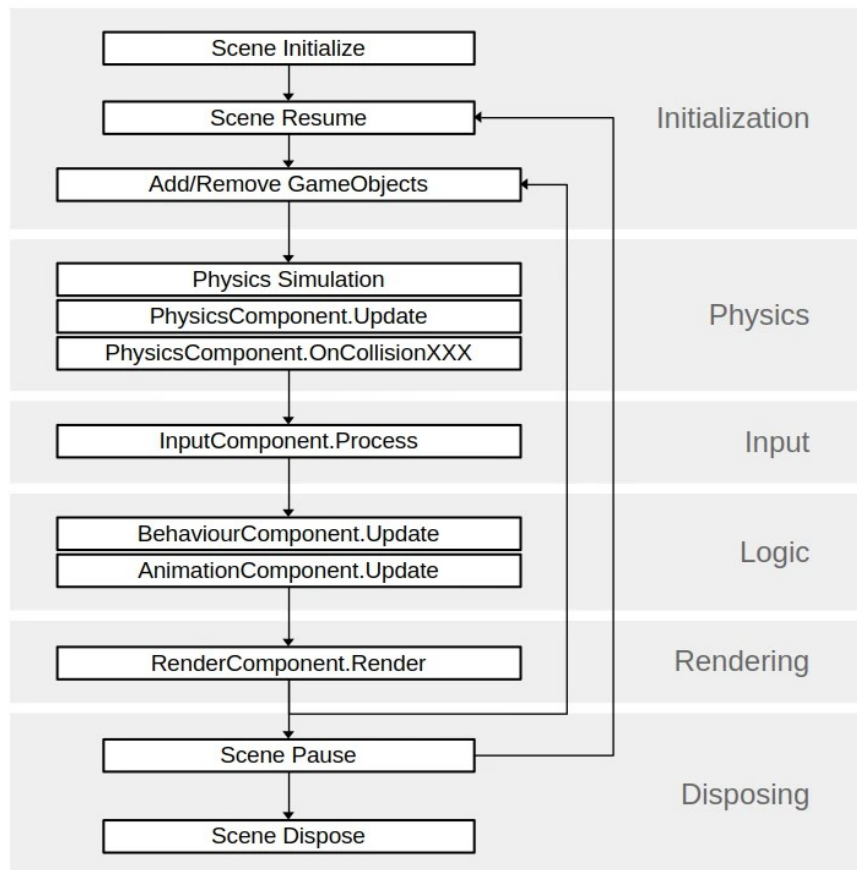 Scene Initialize
Scene Resume
Initialization
Add/Remove GameObjects
Physics Simulation
PhysicsComponent.Update
Physics
PhysicsComponent.OnCollisionXXX
InputComponent.Process
Input
BehaviourComponent.Update
Logic
AnimationComponent.Update
RenderComponent.Render
Rendering
Scene Pause
Disposing
Scene Dispose